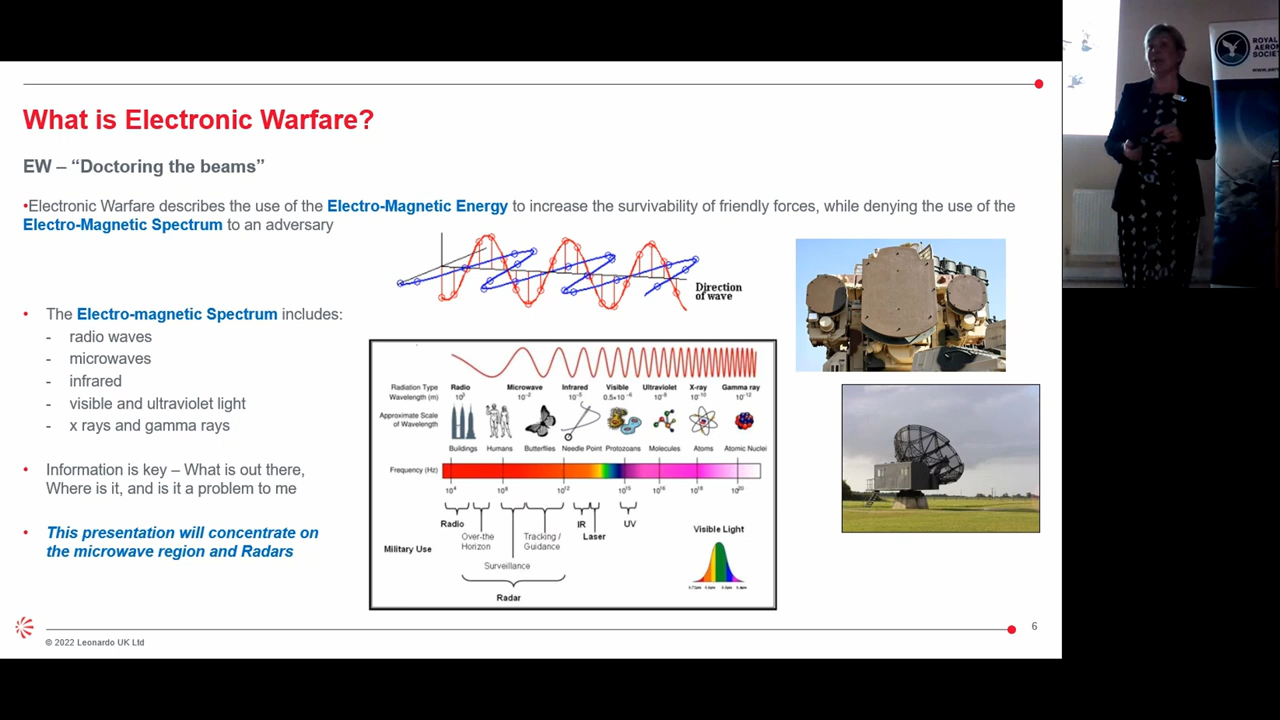 What is Electronic Warfare?
EW – “Doctoring the beams”
•Electronic Warfare describes the use of the Electro-Magnetic Energy to increase the survivability of friendly forces, while denying the use of the
Electro-Magnetic Spectrum to an adversary
Direction
of wave
• The Electro-magnetic Spectrum includes:
- radio waves
- microwaves
- infrared
- visible and ultraviolet light
- x rays and gamma rays
• Information is key – What is out there,
Where is it, and is it a problem to me
• This presentation will concentrate on
the microwave region and Radars
Radiation Type Radio Microwave Infrared Visible Ultraviolet X-ray Gamma ray
Wavelength (m) 10³ 10⁻² 10⁻⁵ 0.5×10⁻⁶ 10⁻⁸ 10⁻¹⁰ 10⁻¹²
Approximate Scale
of Wavelength
Buildings Humans Butterflies Needle Point Protozoans Molecules Atoms Atomic Nuclei
Frequency (Hz)
10⁴ 10⁸ 10¹² 10¹⁵ 10¹⁶ 10¹⁸ 10²⁰
Military Use
Radio
Over-the
Horizon
Surveillance
Tracking /
Guidance
Radar
IR
Laser
UV
Visible Light
© 2022 Leonardo UK Ltd
6
ROYAL
SOCIETY